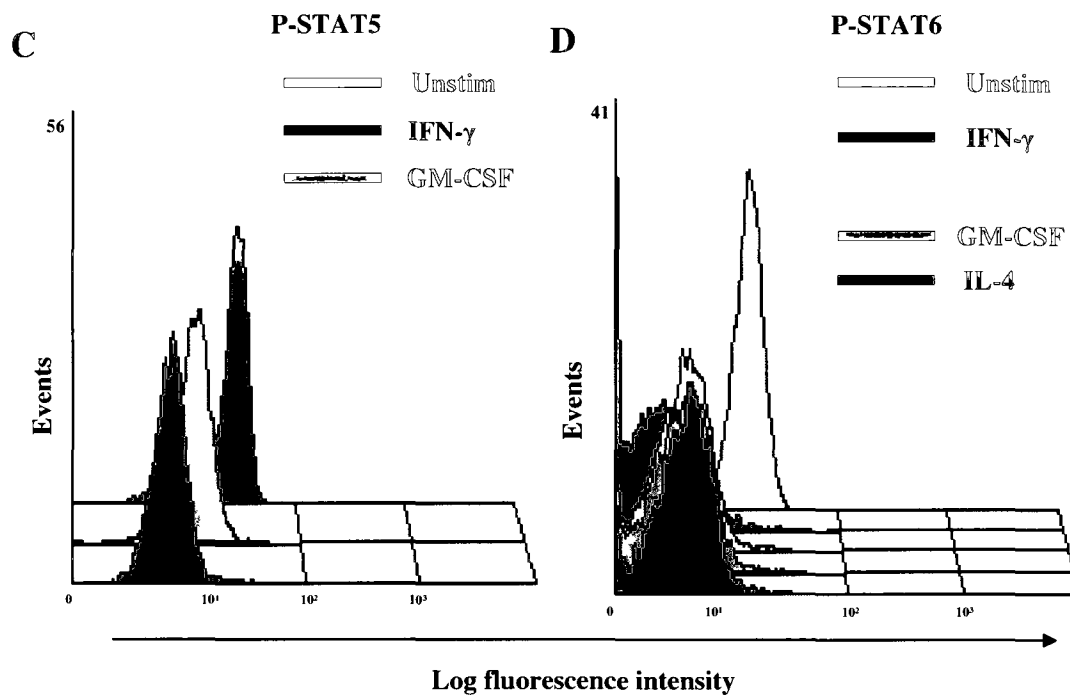 C
P-STAT5
Unstim
IFN-γ
GM-CSF
56
Events
0 10¹ 10² 10³
D
P-STAT6
Unstim
IFN-γ
GM-CSF
IL-4
41
Events
0 10¹ 10² 10³
Log fluorescence intensity